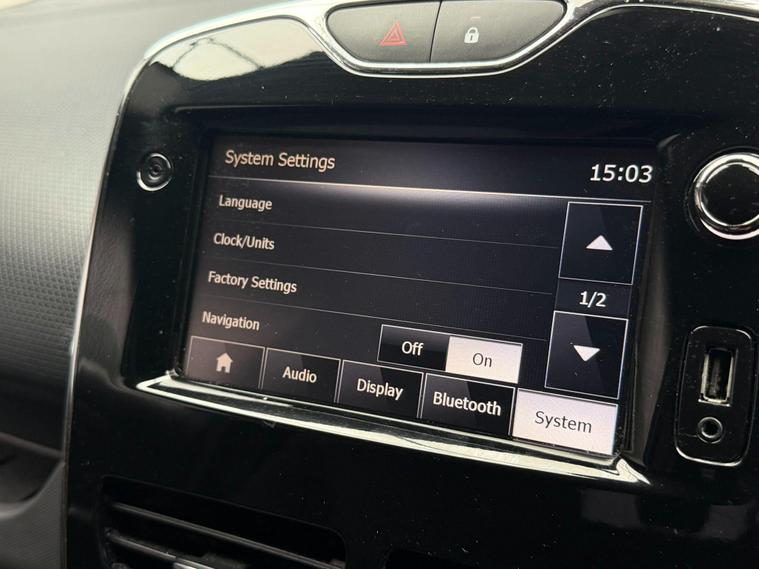 System Settings
15:03
Language
Clock/Units
Factory Settings
1/2
Navigation
Off
On
Audio
Display
Bluetooth
System